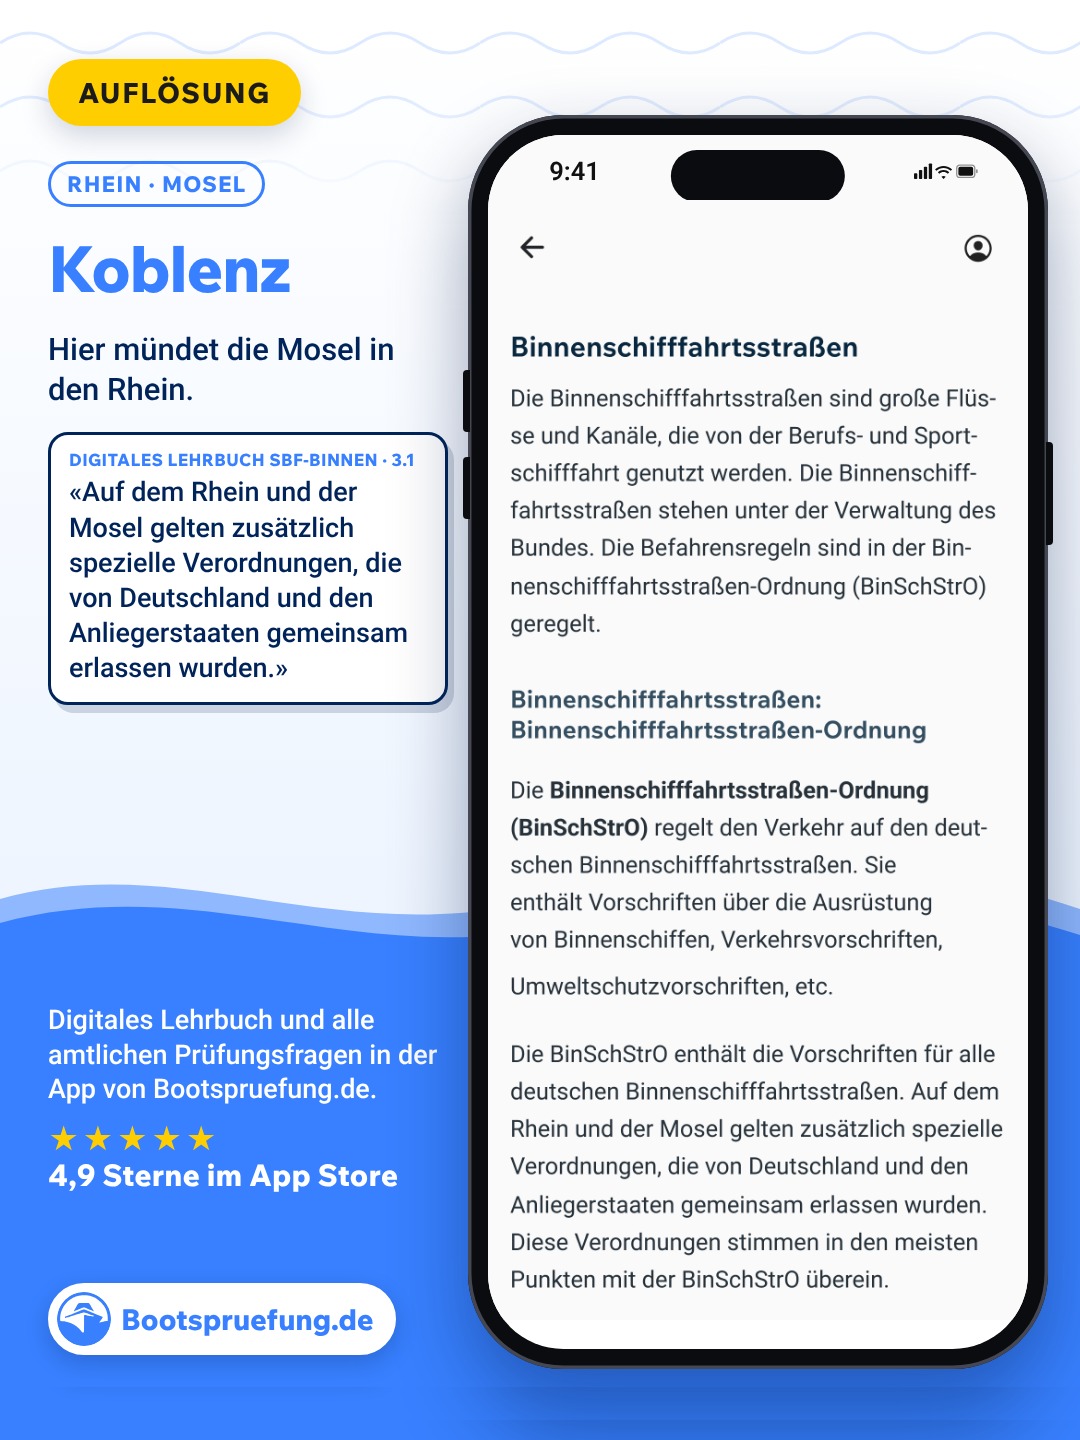 AUFLÖSUNG
RHEIN · MOSEL
Koblenz
Hier mündet die Mosel in
den Rhein.
DIGITALES LEHRBUCH SBF-BINNEN · 3.1
«Auf dem Rhein und der
Mosel gelten zusätzlich
spezielle Verordnungen, die
von Deutschland und den
Anliegerstaaten gemeinsam
erlassen wurden.»
Digitales Lehrbuch und alle
amtlichen Prüfungsfragen in der
App von Bootspruefung.de.
★★★★★
4,9 Sterne im App Store
Bootspruefung.de
9:41
Binnenschifffahrtsstraßen
Die Binnenschifffahrtsstraßen sind große Flüs-
se und Kanäle, die von der Berufs- und Sport-
schifffahrt genutzt werden. Die Binnenschiff-
fahrtsstraßen stehen unter der Verwaltung des
Bundes. Die Befahrensregeln sind in der Bin-
nenschifffahrtsstraßen-Ordnung (BinSchStrO)
geregelt.
Binnenschifffahrtsstraßen:
Binnenschifffahrtsstraßen-Ordnung
Die Binnenschifffahrtsstraßen-Ordnung
(BinSchStrO) regelt den Verkehr auf den deut-
schen Binnenschifffahrtsstraßen. Sie
enthält Vorschriften über die Ausrüstung
von Binnenschiffen, Verkehrsvorschriften,
Umweltschutzvorschriften, etc.
Die BinSchStrO enthält die Vorschriften für alle
deutschen Binnenschifffahrtsstraßen. Auf dem
Rhein und der Mosel gelten zusätzlich spezielle
Verordnungen, die von Deutschland und den
Anliegerstaaten gemeinsam erlassen wurden.
Diese Verordnungen stimmen in den meisten
Punkten mit der BinSchStrO überein.